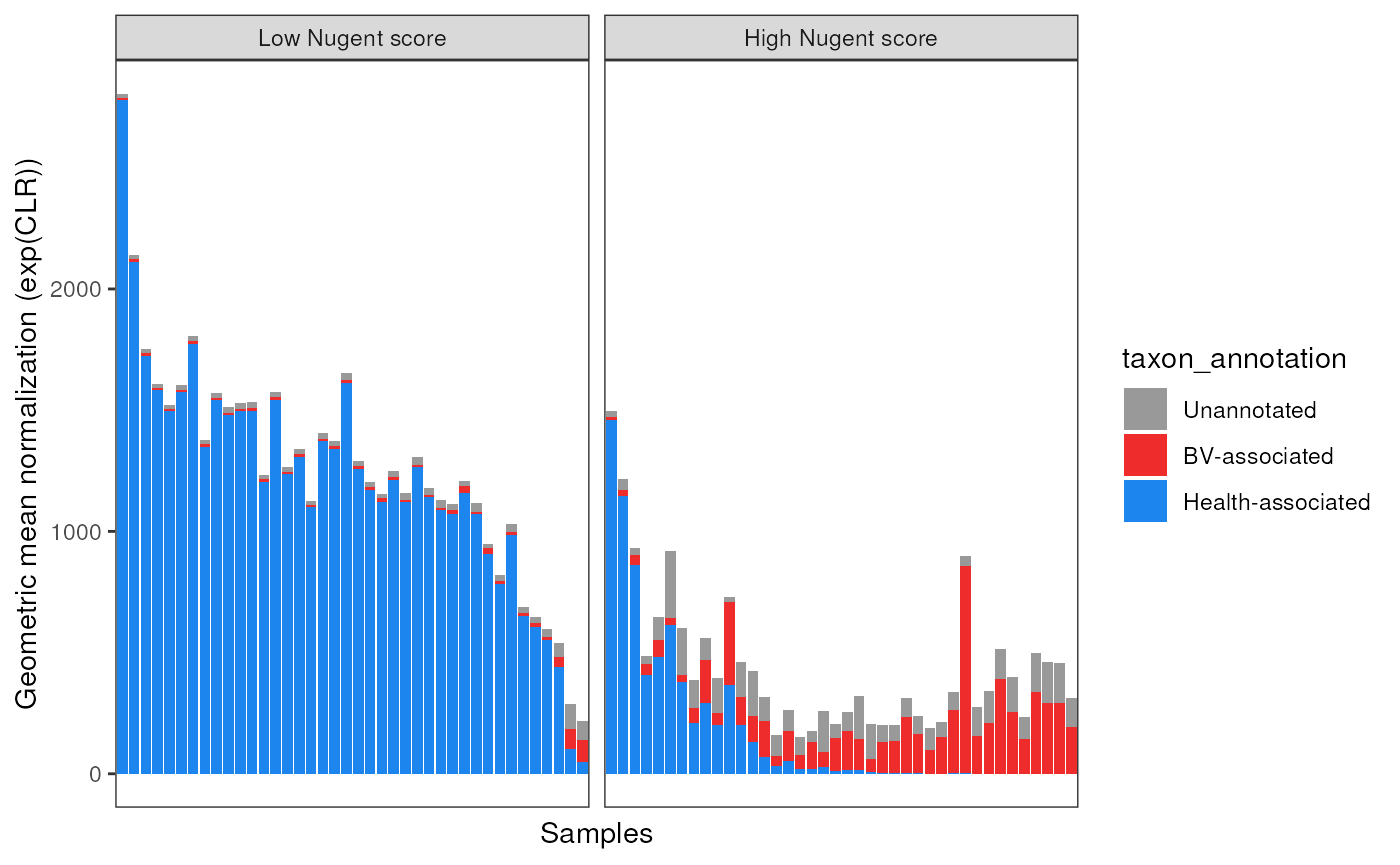 Low Nugent score
High Nugent score
Geometric mean normalization (exp(CLR))
2000
1000
0
Samples
taxon_annotation
Unannotated
BV-associated
Health-associated